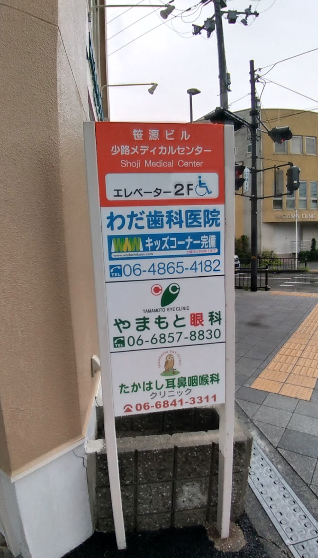 笹源ビル
少路メディカルセンター
Shoji Medical Center
エレベーター2F
わだ歯科医院
キッズコーナー完備
06-4865-4182
YAMAMOTO EYE CLINIC
やまもと眼科
06-6857-8830
たかはし耳鼻咽喉科
クリニック
06-6841-3311